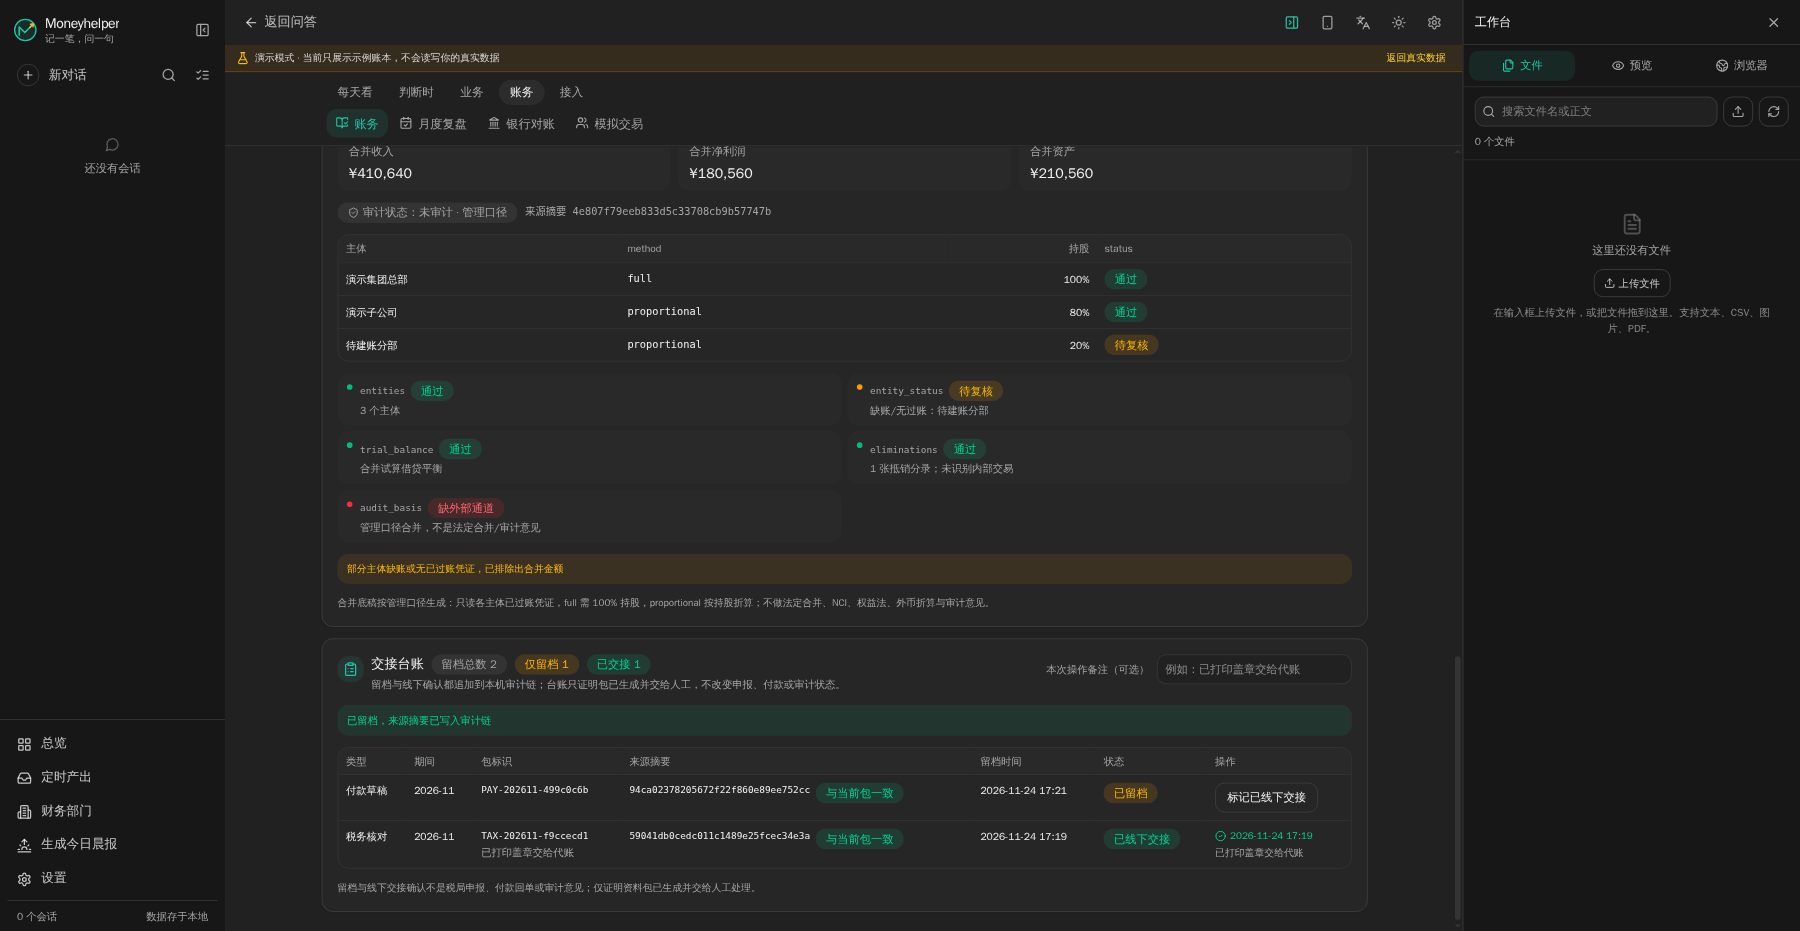 Moneyhelper
记一笔，问一句
新对话
还没有会话
总览
定时产出
财务部门
生成今日晨报
设置
0 个会话
数据存于本地
返回问答
演示模式 · 当前只展示示例账本，不会读写你的真实数据
返回真实数据
每天看
判断时
业务
账务
接入
账务
月度复盘
银行对账
模拟交易
合并收入
合并净利润
合并资产
¥410,640
¥180,560
¥210,560
审计状态：未审计 · 管理口径
来源摘要 4e807f79eeb833d5c33708cb9b57747b
主体 method 持股 status
演示集团总部 full 100% 通过
演示子公司 proportional 80% 通过
待建账分部 proportional 20% 待复核
entities 通过
3 个主体
entity_status 待复核
缺账/无过账：待建账分部
trial_balance 通过
合并试算借贷平衡
eliminations 通过
1 张抵销分录；未识别内部交易
audit_basis 缺外部通道
管理口径合并，不是法定合并/审计意见
部分主体缺账或无已过账凭证，已排除出合并金额
合并底稿按管理口径生成：只读各主体已过账凭证，full 需 100% 持股，proportional 按持股折算；不做法定合并、NCI、权益法、外币折算与审计意见。
交接台账 留档总数 2 仅留档 1 已交接 1
留档与线下确认都追加到本机审计链；台账只证明包已生成并交给人工，不改变申报、付款或审计状态。
本次操作备注（可选）
例如：已打印盖章交给代账
已留档，来源摘要已写入审计链
类型 期间 包标识 来源摘要 留档时间 状态 操作
付款草稿 2026-11 PAY-202611-499c0c6b 94ca02378205672f22f860e89ee752cc 与当前包一致 2026-11-24 17:21 已留档 标记已线下交接
税务核对 2026-11 TAX-202611-f9ccecd1 59041db0cedc011c1489e25fcec34e3a 与当前包一致 2026-11-24 17:19 已线下交接 2026-11-24 17:19
已打印盖章交给代账 已打印盖章交给代账
留档与线下交接确认不是税局申报、付款回单或审计意见；仅证明资料包已生成并交给人工处理。
工作台
文件
预览
浏览器
搜索文件名或正文
0 个文件
这里还没有文件
上传文件
在输入框上传文件，或把文件拖到这里。支持文本、CSV、图
片、PDF。